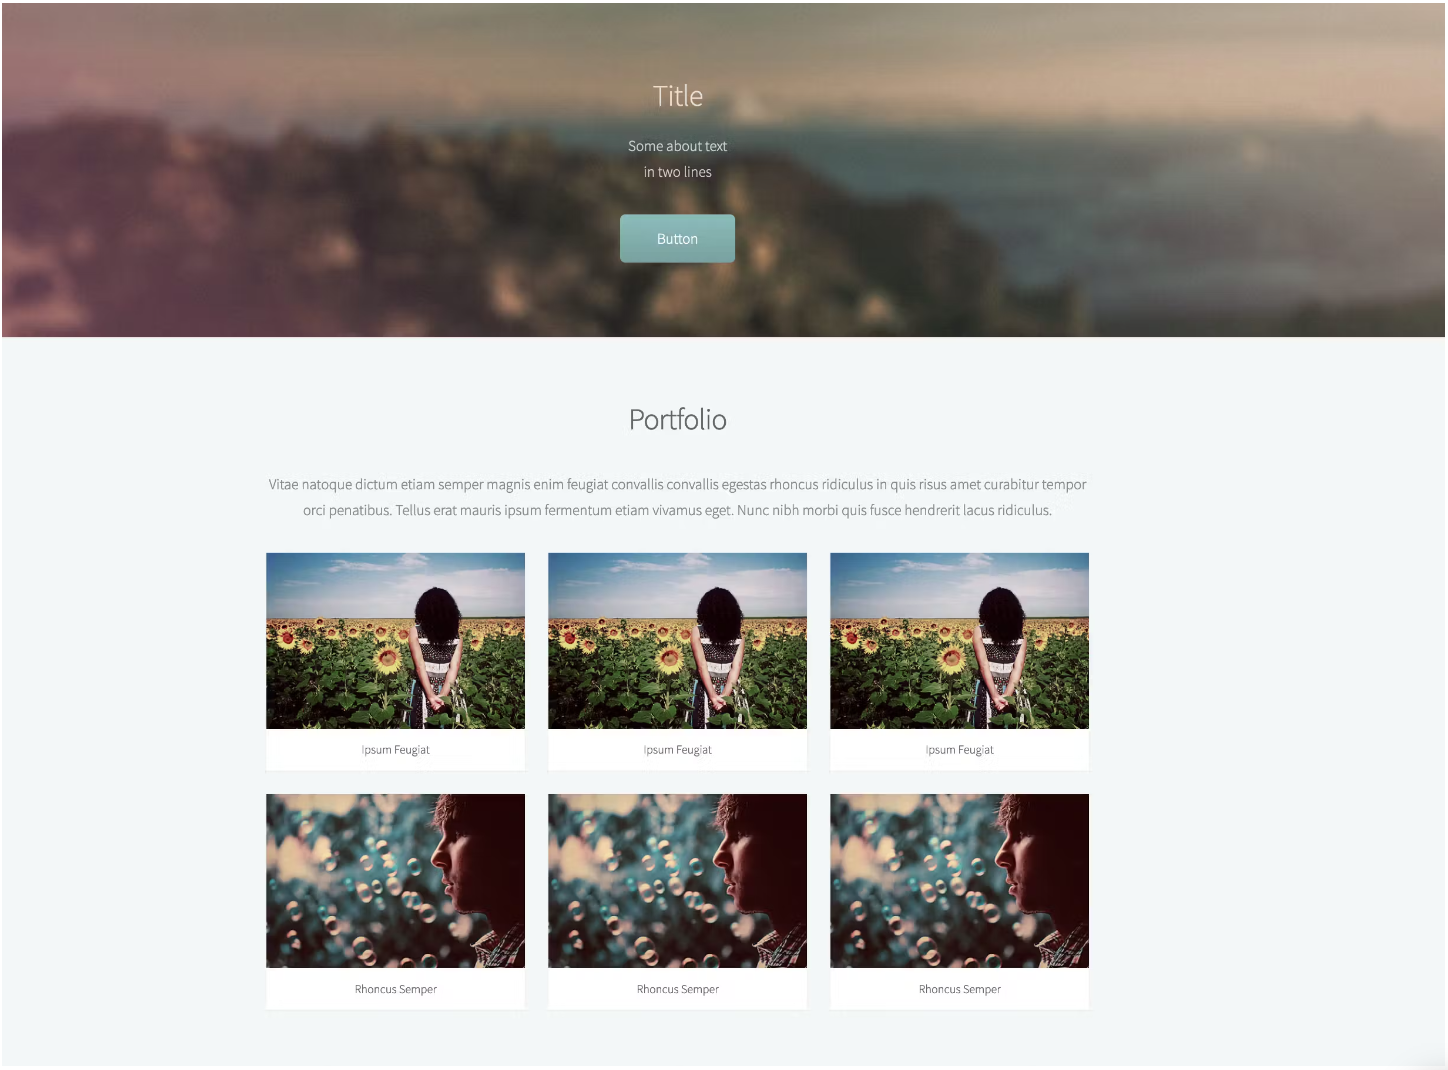 Title
Some about text
in two lines
Button
Portfolio
Vitae natoque dictum etiam semper magnis enim feugiat convallis convallis egestas rhoncus ridiculus in quis risus amet curabitur tempor
orci penatibus. Tellus erat mauris ipsum fermentum etiam vivamus eget. Nunc nibh morbi quis fusce hendrerit lacus ridiculus.
Ipsum Feugiat
Ipsum Feugiat
Ipsum Feugiat
Rhoncus Semper
Rhoncus Semper
Rhoncus Semper